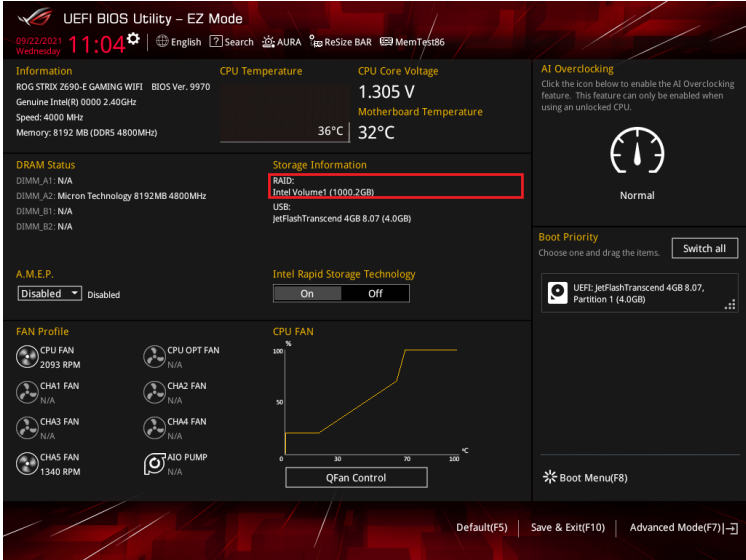 UEFI BIOS Utility – EZ Mode
09/22/2021
Wednesday
11:04
English
? Search
AURA
ReSize BAR
MemTest86
Information
ROG STRIX Z690-E GAMING WIFI BIOS Ver. 9970
Genuine Intel(R) 0000 2.40GHz
Speed: 4000 MHz
Memory: 8192 MB (DDR5 4800MHz)
CPU Temperature
36°C
CPU Core Voltage
1.305 V
Motherboard Temperature
32°C
AI Overclocking
Click the icon below to enable the AI Overclocking
feature. This feature can only be enabled when
using an unlocked CPU.
Normal
DRAM Status
DIMM_A1: N/A
DIMM_A2: Micron Technology 8192MB 4800MHz
DIMM_B1: N/A
DIMM_B2: N/A
Storage Information
RAID:
Intel Volume1 (1000.2GB)
USB:
JetFlashTranscend 4GB 8.07 (4.0GB)
Boot Priority
Choose one and drag the items.
Switch all
UEFI: JetFlashTranscend 4GB 8.07,
Partition 1 (4.0GB)
A.M.E.P.
Disabled
Disabled
Intel Rapid Storage Technology
On
Off
FAN Profile
CPU FAN
2093 RPM
CPU OPT FAN
N/A
CHA1 FAN
N/A
CHA2 FAN
N/A
CHA3 FAN
N/A
CHA4 FAN
N/A
CHA5 FAN
1340 RPM
AIO PUMP
N/A
CPU FAN
%
100
50
0
30
70
100
°C
QFan Control
Boot Menu(F8)
Default(F5)
Save & Exit(F10)
Advanced Mode(F7)